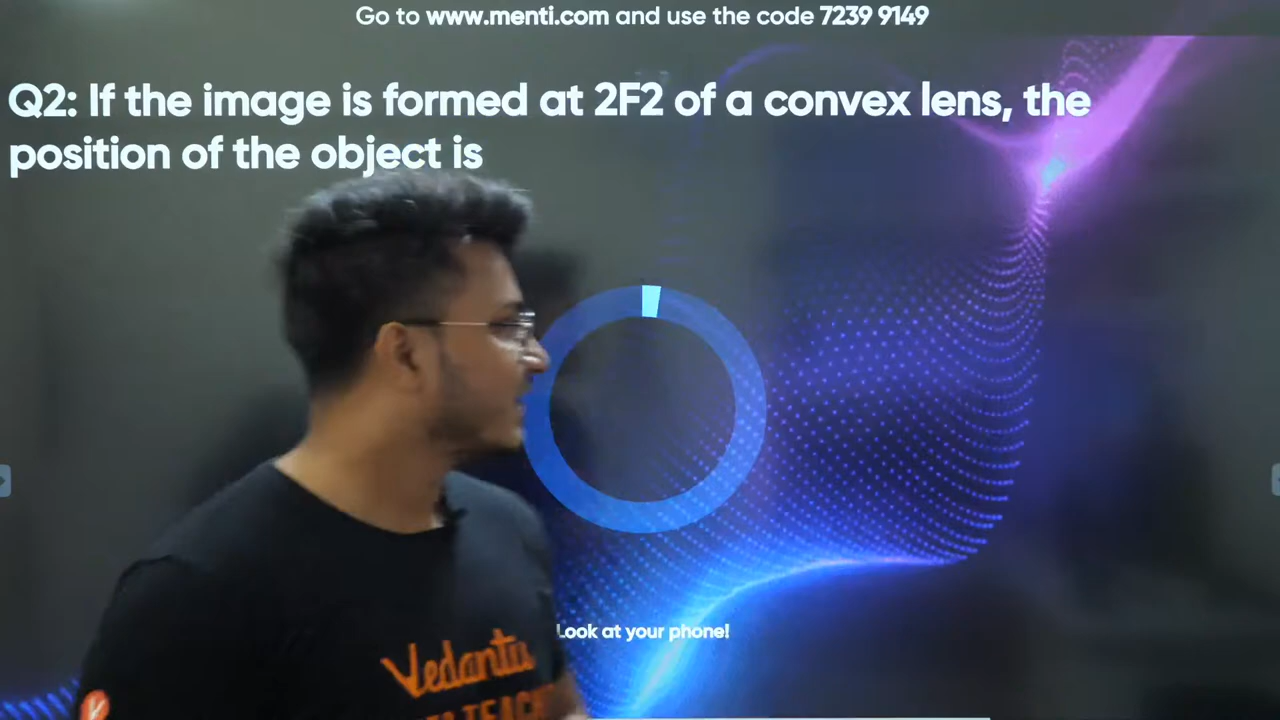 Go to www.menti.com and use the code 7239 9149
Q2: If the image is formed at 2F2 of a convex lens, the
position of the object is
Look at your phone!
Vedantu
TEACH